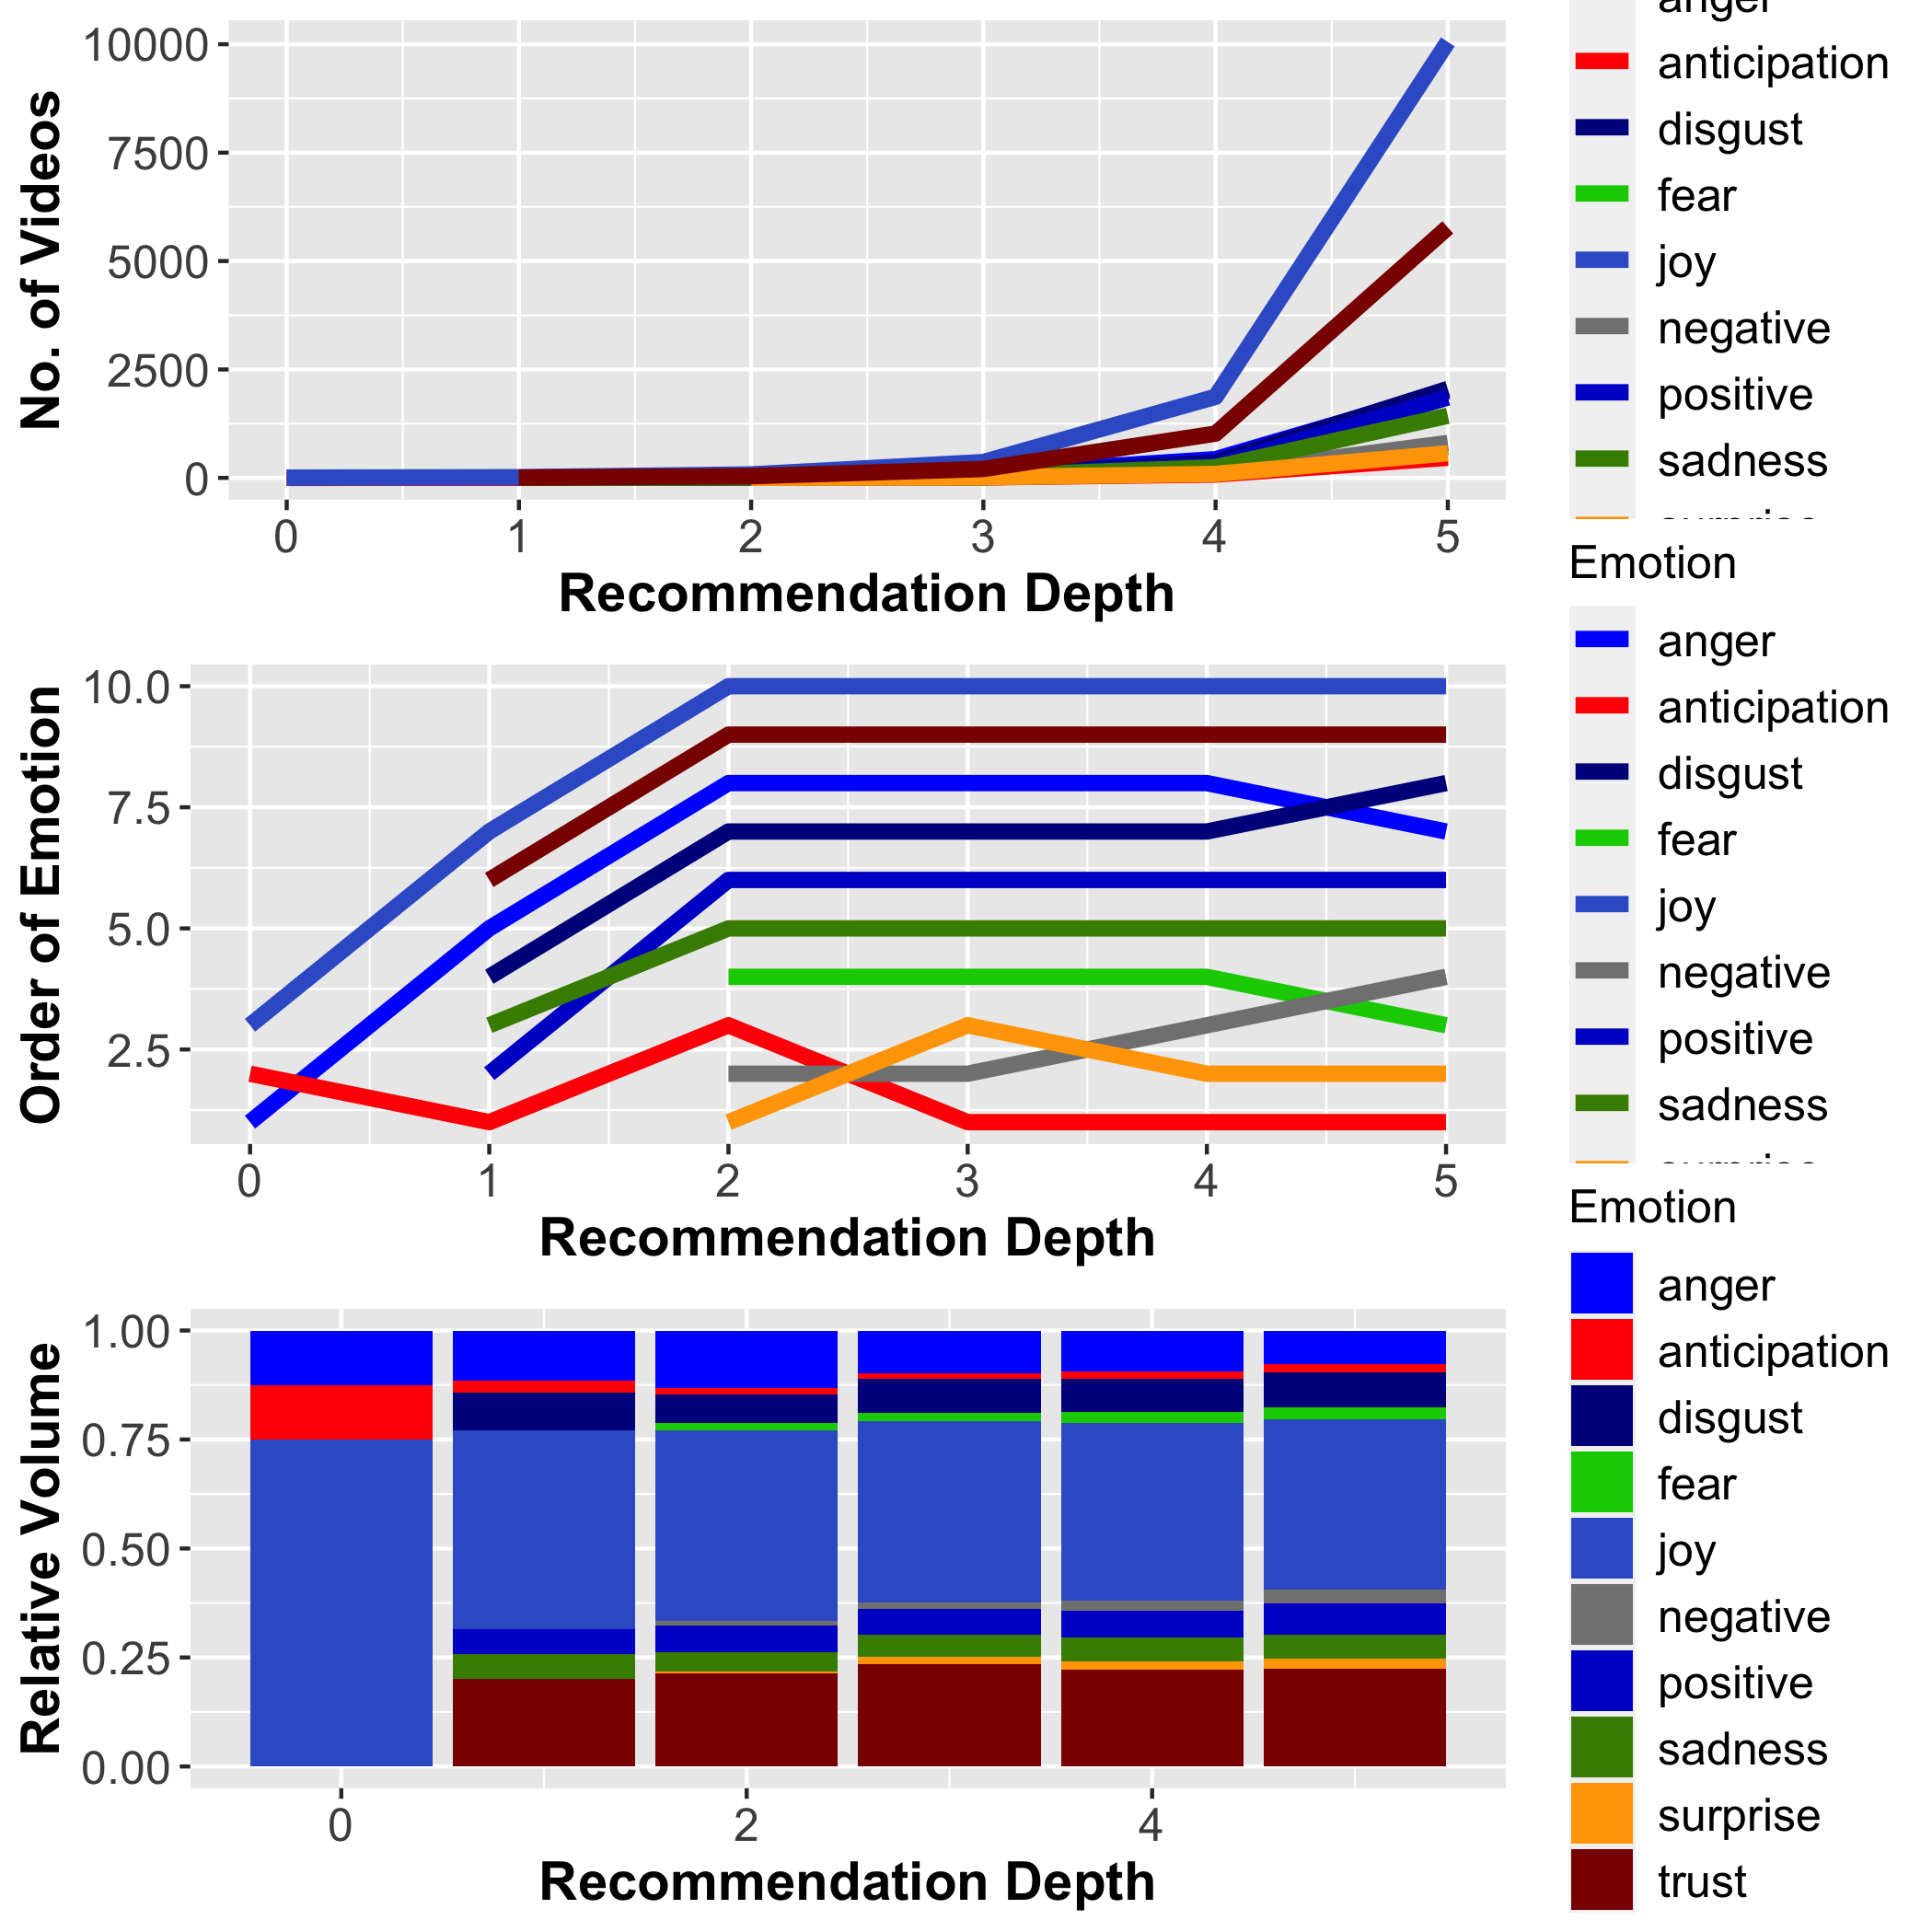 10000
7500
5000
2500
0
No. of Videos
0 1 2 3 4 5
Recommendation Depth
anger
anticipation
disgust
fear
joy
negative
positive
sadness
10.0
7.5
5.0
2.5
Order of Emotion
0 1 2 3 4 5
Recommendation Depth
Emotion
anger
anticipation
disgust
fear
joy
negative
positive
sadness
1.00
0.75
0.50
0.25
0.00
Relative Volume
0 2 4
Recommendation Depth
Emotion
anger
anticipation
disgust
fear
joy
negative
positive
sadness
surprise
trust